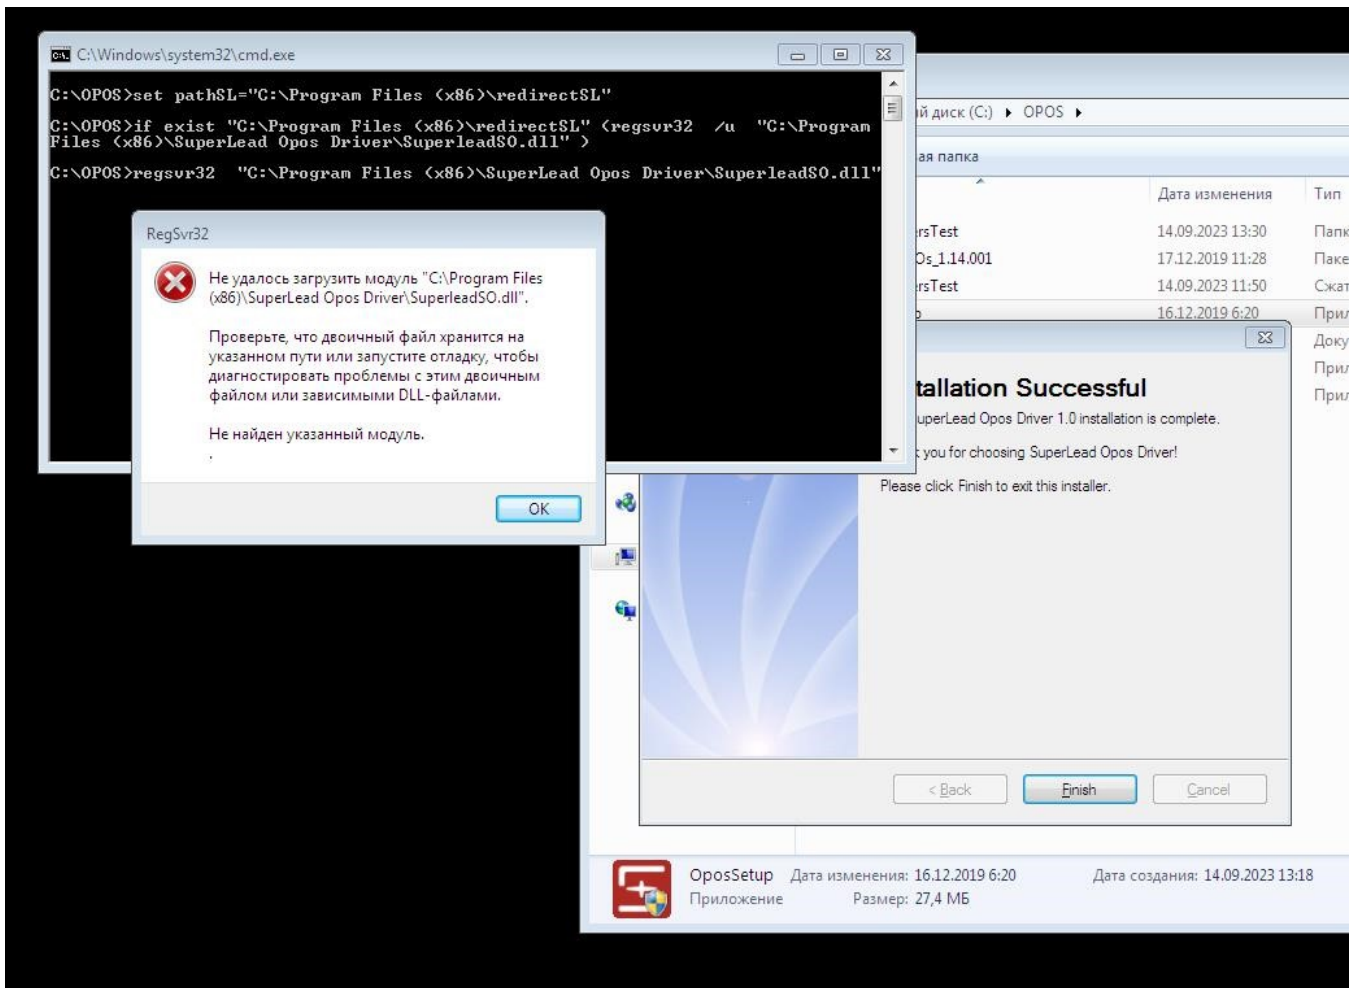 C:\Windows\system32\cmd.exe
C:\OPOS>set pathSL="C:\Program Files (x86)\redirectSL"
C:\OPOS>if exist "C:\Program Files (x86)\redirectSL" (regsvr32 /u "C:\Program
Files (x86)\SuperLead Opos Driver\SuperleadSO.dll" )
C:\OPOS>regsvr32 "C:\Program Files (x86)\SuperLead Opos Driver\SuperleadSO.dll"
RegSvr32
Не удалось загрузить модуль "C:\Program Files
(x86)\SuperLead Opos Driver\SuperleadSO.dll".
Проверьте, что двоичный файл хранится на
указанном пути или запустите отладку, чтобы
диагностировать проблемы с этим двоичным
файлом или зависимыми DLL-файлами.
Не найден указанный модуль.
.
OK
ый диск (C:) ▸ OPOS ▸
ая папка
Дата изменения Тип
rsTest 14.09.2023 13:30 Папк
Os_1.14.001 17.12.2019 11:28 Паке
rsTest 14.09.2023 11:50 Сжат
16.12.2019 6:20 Прил
Доку
Прил
Прил
tallation Successful
uperLead Opos Driver 1.0 installation is complete.
k you for choosing SuperLead Opos Driver!
Please click Finish to exit this installer.
< Back Finish Cancel
OposSetup Дата изменения: 16.12.2019 6:20 Дата создания: 14.09.2023 13:18
Приложение Размер: 27,4 МБ